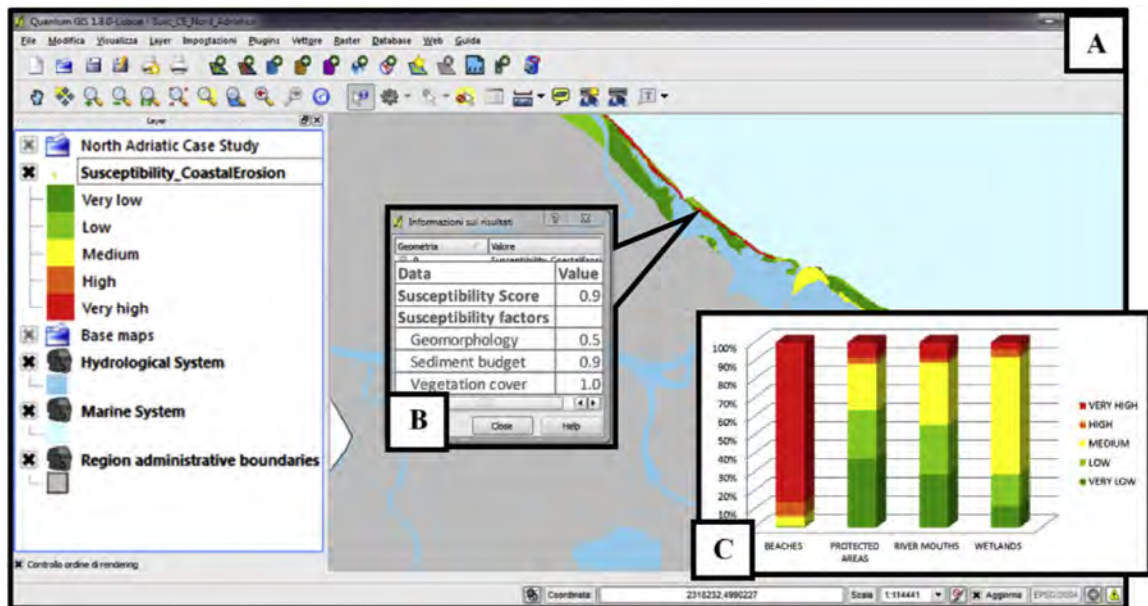 Quantum GIS 1.8.0-Lisboa - Susc_CE_Nord_Adriatico
A
File Modifica Visualizza Layer Impostazioni Plugins Vettore Raster Database Web Guida
Layer
North Adriatic Case Study
Susceptibility_CoastalErosion
Very low
Low
Medium
High
Very high
Base maps
Hydrological System
Marine System
Region administrative boundaries
Controllo ordine di rendering
Informazioni sui risultati
Geometria Valore
Data Value
Susceptibility Score 0.9
Susceptibility factors
Geomorphology 0.5
Sediment budget 0.9
Vegetation cover 1.0
B
Close Help
100%
90%
80%
70%
60%
50%
40%
30%
20%
10%
C
BEACHES PROTECTED AREAS RIVER MOUTHS WETLANDS
VERY HIGH
HIGH
MEDIUM
LOW
VERY LOW
Coordinata: 2318232,4990227 Scala 1:114441 Aggiorna